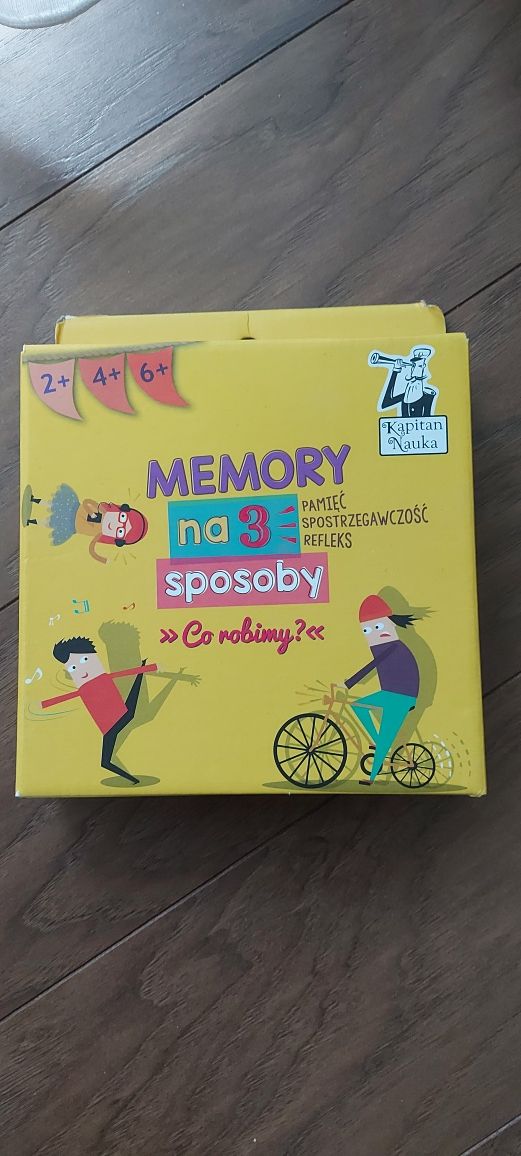 2+ 4+ 6+
Kapitan
Nauka
MEMORY
na 3
sposoby
PAMIĘĆ
SPOSTRZEGAWCZOŚĆ
REFLEKS
»Co robimy?«